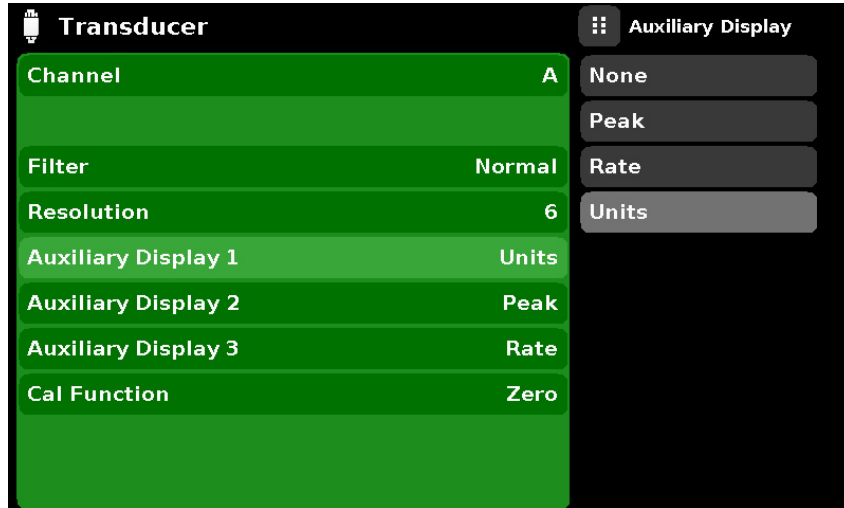 Transducer
Channel A
Filter Normal
Resolution 6
Auxiliary Display 1 Units
Auxiliary Display 2 Peak
Auxiliary Display 3 Rate
Cal Function Zero
Auxiliary Display
None
Peak
Rate
Units